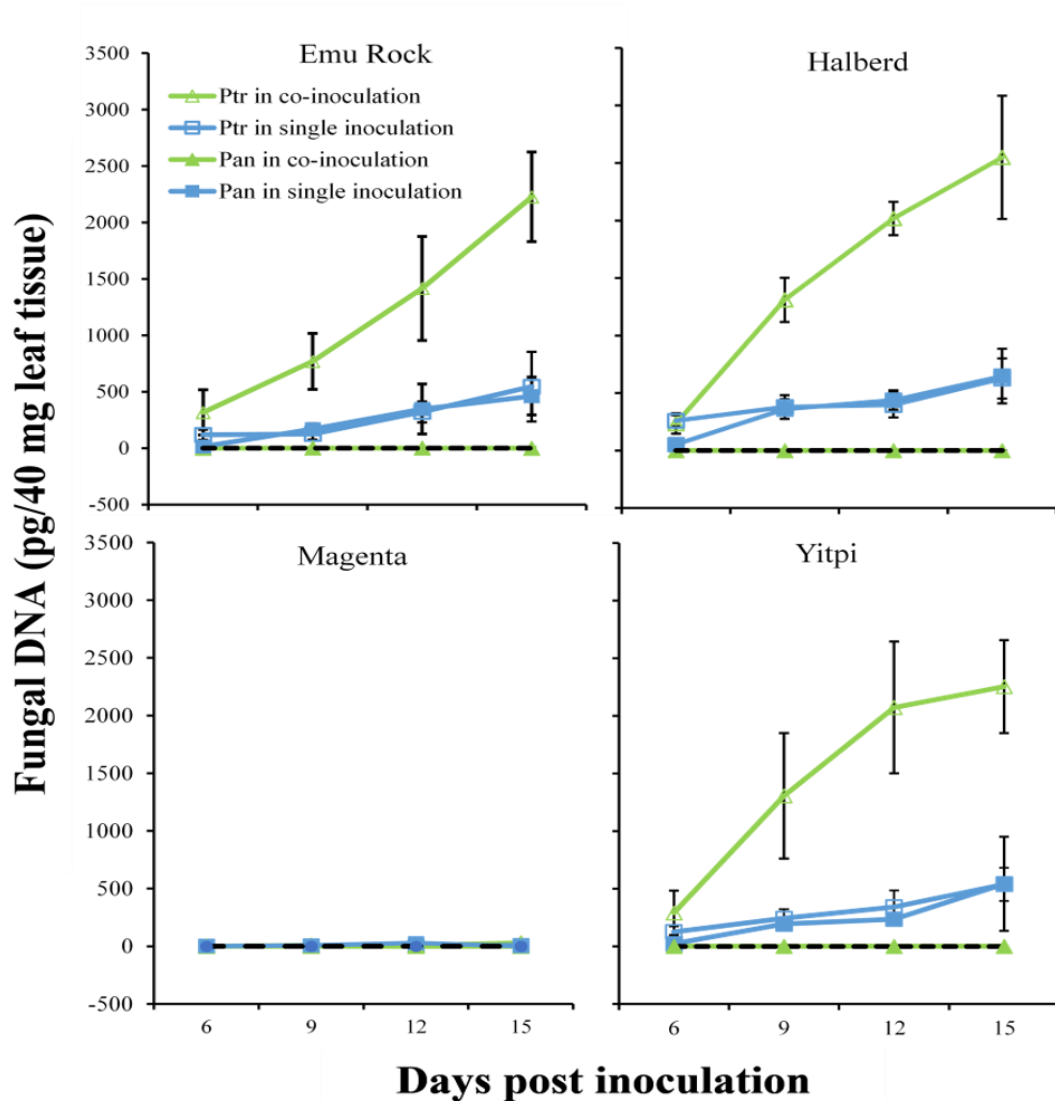 Emu Rock
Halberd
3500
3000
2500
2000
1500
1000
500
0
-500
Ptr in co-inoculation
Ptr in single inoculation
Pan in co-inoculation
Pan in single inoculation
Fungal DNA (pg/40 mg leaf tissue)
Magenta
Yitpi
3500
3000
2500
2000
1500
1000
500
0
-500
6 9 12 15
6 9 12 15
Days post inoculation